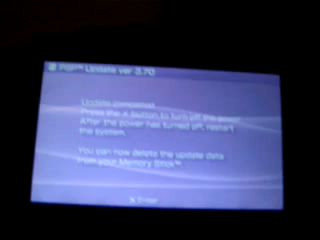 PSP™ Update ver 3.70
Update completed.
Press the × button to turn off the power.
After the power has turned off, restart
the system.
You can now delete the update data
from your Memory Stick™.
× Enter